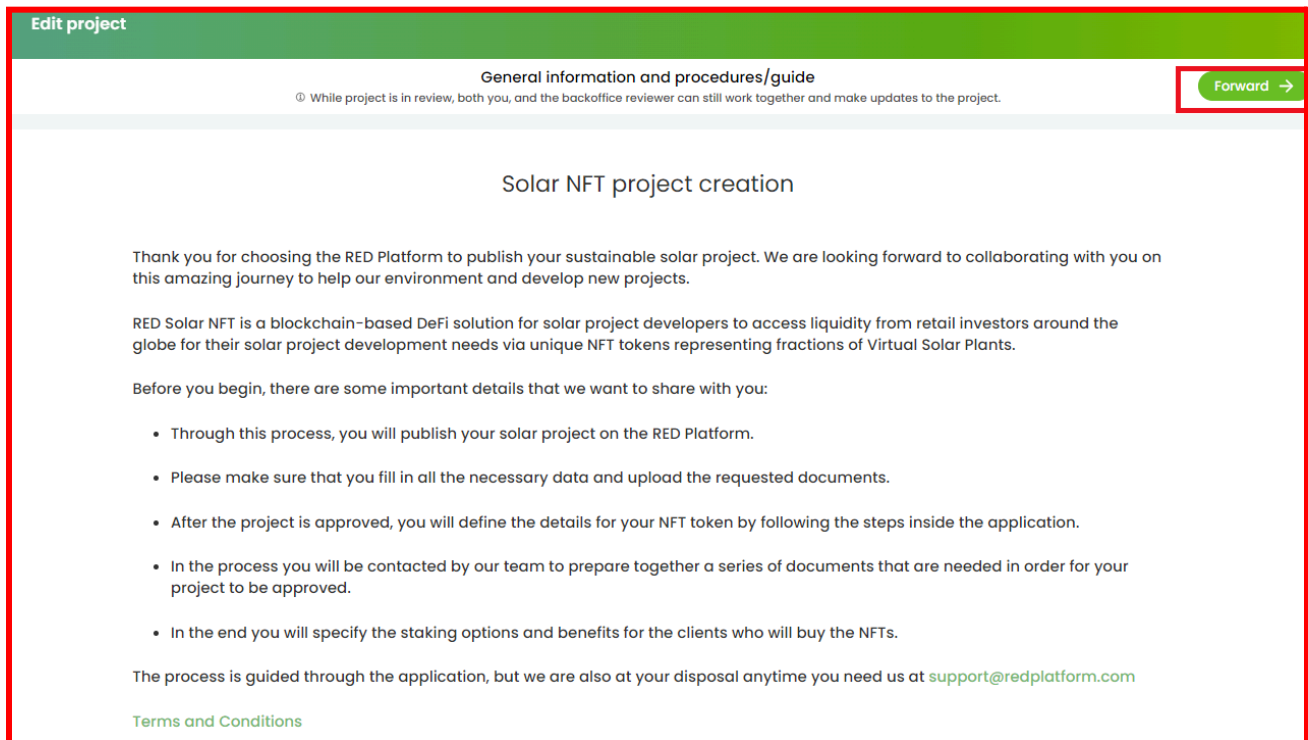 Edit project
General information and procedures/guide
Forward →
ⓘ While project is in review, both you, and the backoffice reviewer can still work together and make updates to the project.
Solar NFT project creation
Thank you for choosing the RED Platform to publish your sustainable solar project. We are looking forward to collaborating with you on
this amazing journey to help our environment and develop new projects.
RED Solar NFT is a blockchain-based DeFi solution for solar project developers to access liquidity from retail investors around the
globe for their solar project development needs via unique NFT tokens representing fractions of Virtual Solar Plants.
Before you begin, there are some important details that we want to share with you:
• Through this process, you will publish your solar project on the RED Platform.
• Please make sure that you fill in all the necessary data and upload the requested documents.
• After the project is approved, you will define the details for your NFT token by following the steps inside the application.
• In the process you will be contacted by our team to prepare together a series of documents that are needed in order for your
project to be approved.
• In the end you will specify the staking options and benefits for the clients who will buy the NFTs.
The process is guided through the application, but we are also at your disposal anytime you need us at support@redplatform.com
Terms and Conditions